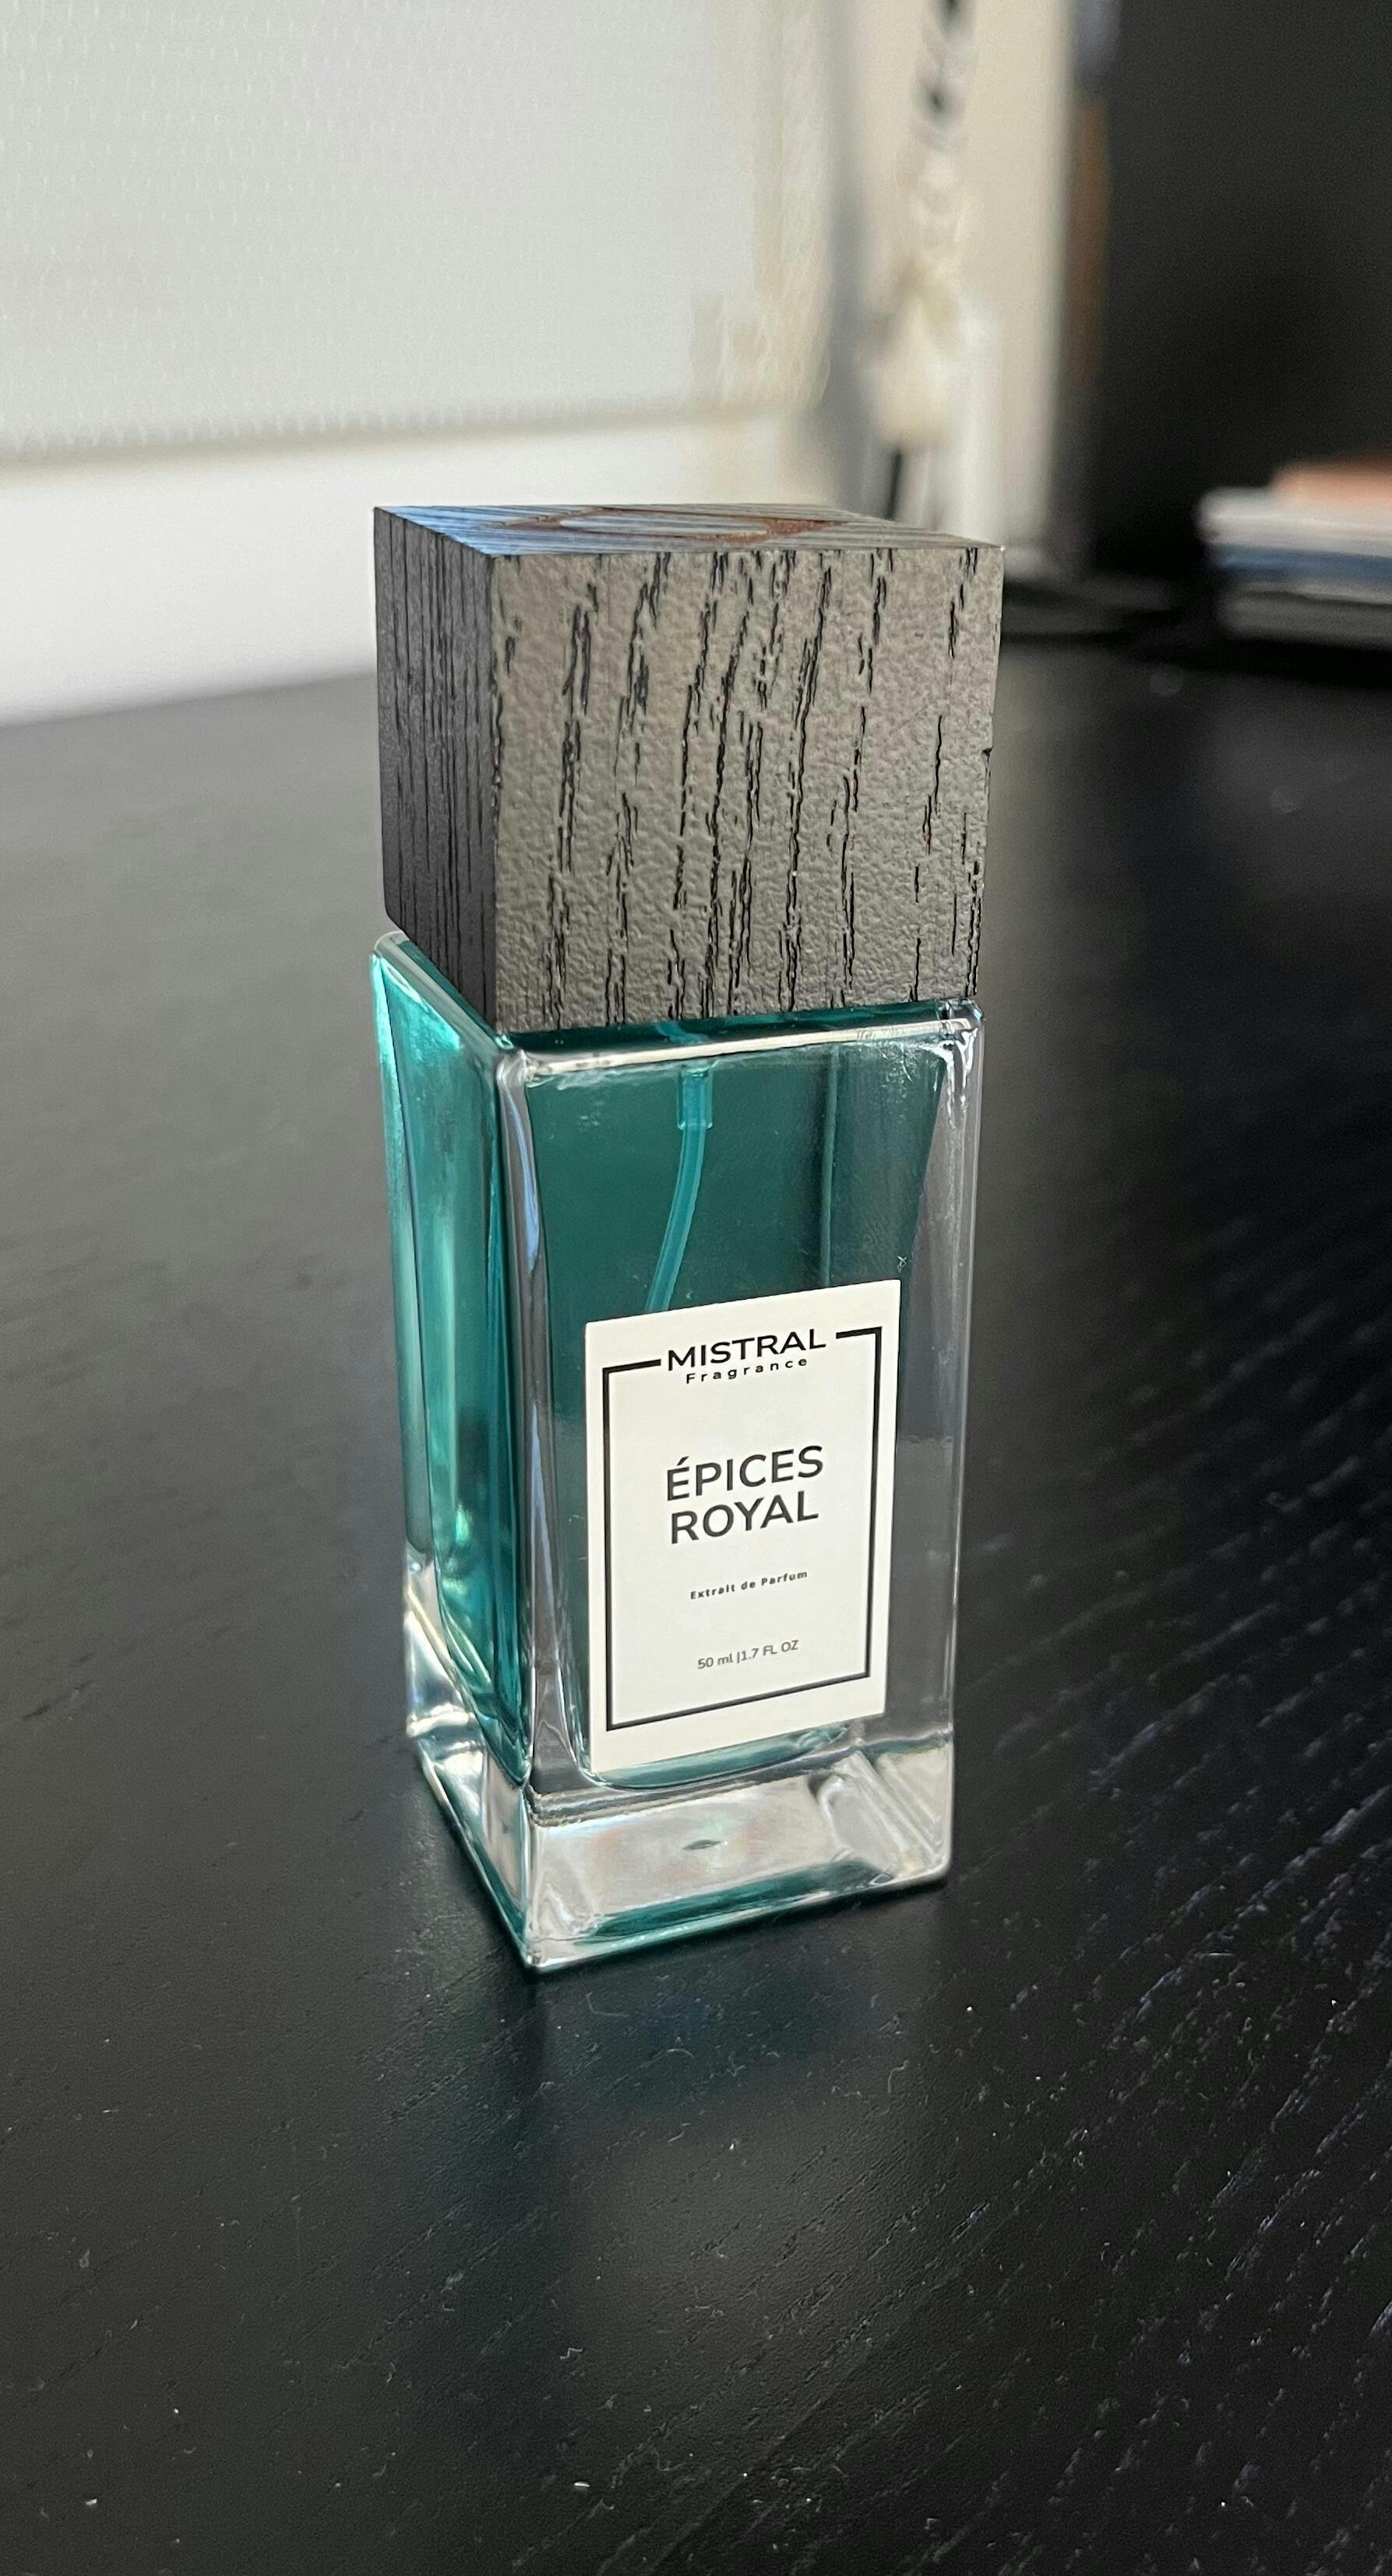 MISTRAL
Fragrance
ÉPICES
ROYAL
Extrait de Parfum
50 ml |1.7 FL OZ